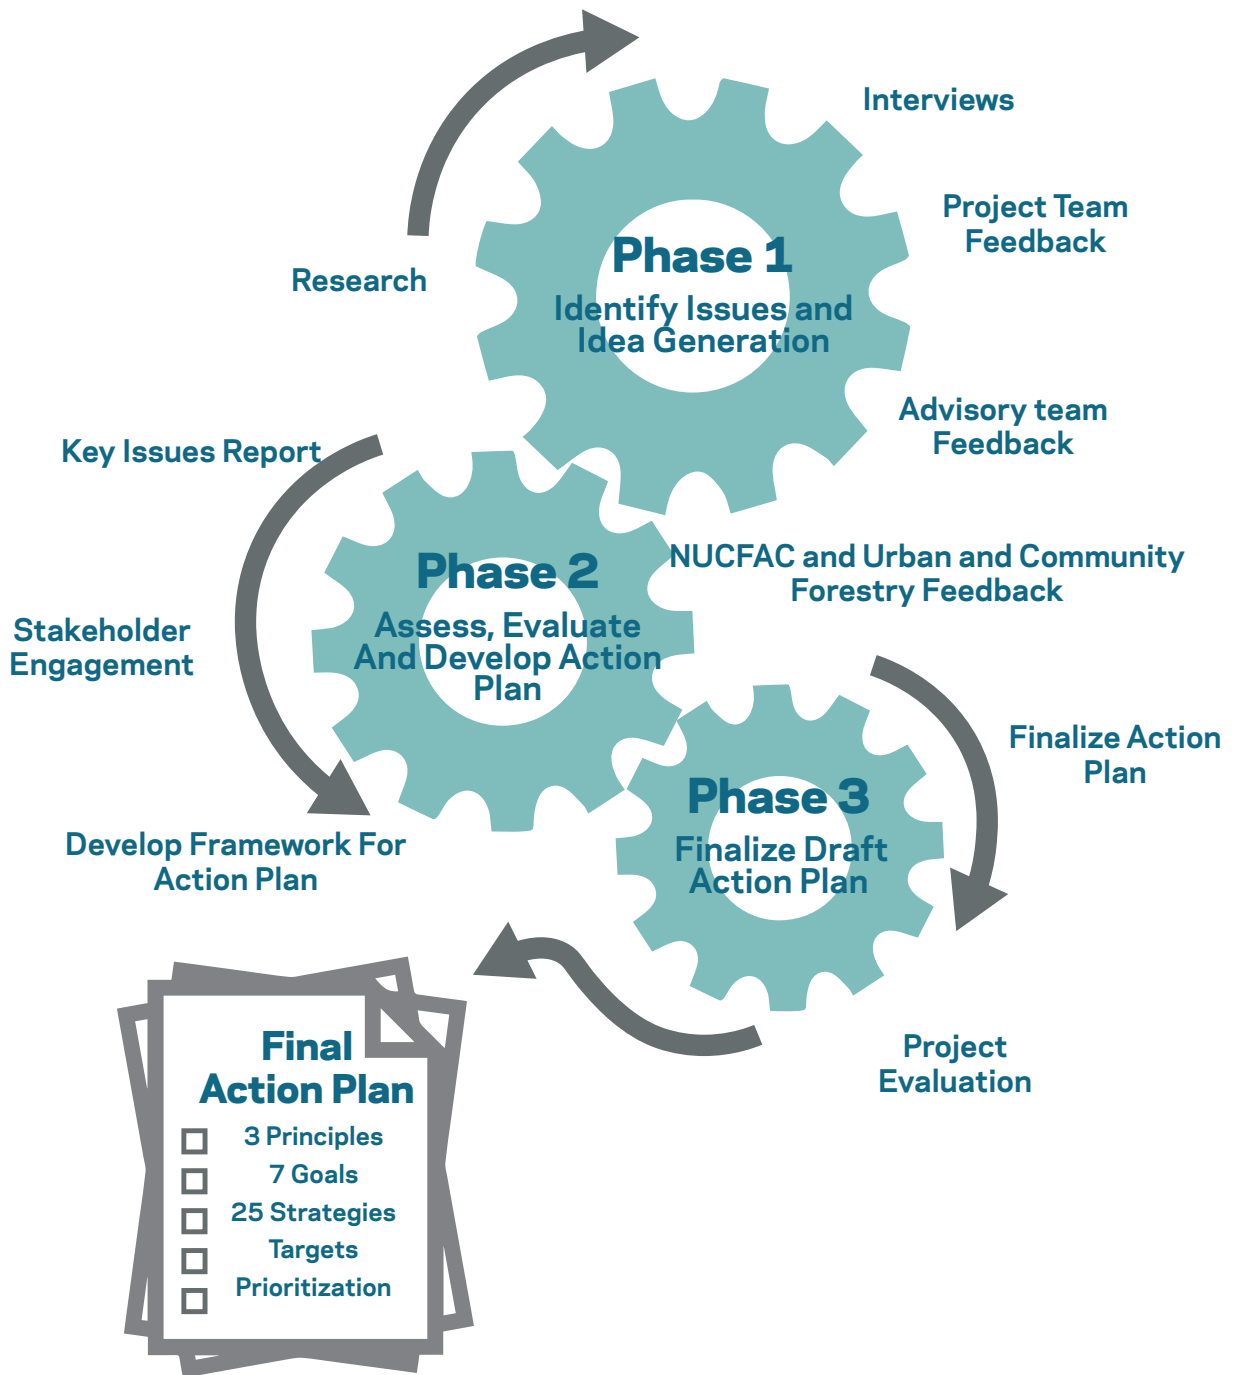 Interviews
Project Team
Feedback
Research
Phase 1
Identify Issues and
Idea Generation
Advisory team
Feedback
Key Issues Report
Phase 2
Assess, Evaluate
And Develop Action
Plan
NUCFAC and Urban and Community
Forestry Feedback
Stakeholder
Engagement
Develop Framework For
Action Plan
Phase 3
Finalize Draft
Action Plan
Finalize Action
Plan
Project
Evaluation
Final
Action Plan
3 Principles
7 Goals
25 Strategies
Targets
Prioritization